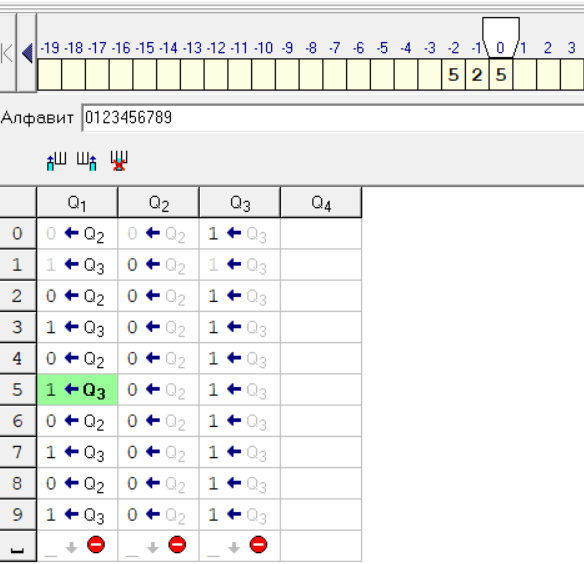 -19 -18 -17 -16 -15 -14 -13 -12 -11 -10 -9 -8 -7 -6 -5 -4 -3 -2 -1 0 1 2 3
5 2 5
Алфавит 0123456789
Q1 Q2 Q3 Q4
0 0 ← Q2 0 ← Q2 1 ← Q3
1 1 ← Q3 0 ← Q2 1 ← Q3
2 0 ← Q2 0 ← Q2 1 ← Q3
3 1 ← Q3 0 ← Q2 1 ← Q3
4 0 ← Q2 0 ← Q2 1 ← Q3
5 1 ← Q3 0 ← Q2 1 ← Q3
6 0 ← Q2 0 ← Q2 1 ← Q3
7 1 ← Q3 0 ← Q2 1 ← Q3
8 0 ← Q2 0 ← Q2 1 ← Q3
9 1 ← Q3 0 ← Q2 1 ← Q3
␣ _ ↓ _ ↓ _ ↓